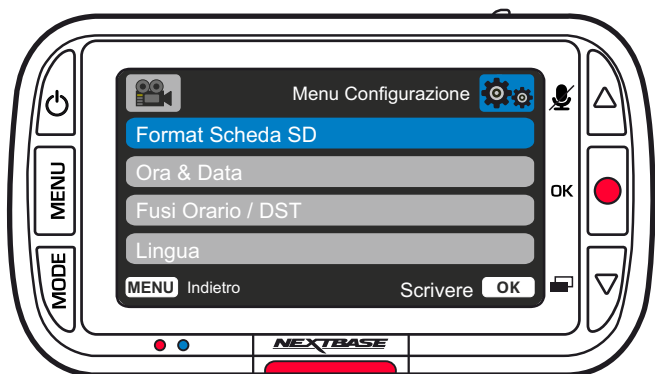 Menu Configurazione
Format Scheda SD
Ora & Data
Fusi Orario / DST
Lingua
MENU Indietro Scrivere OK
MENU
MODE
OK
NEXTBASE